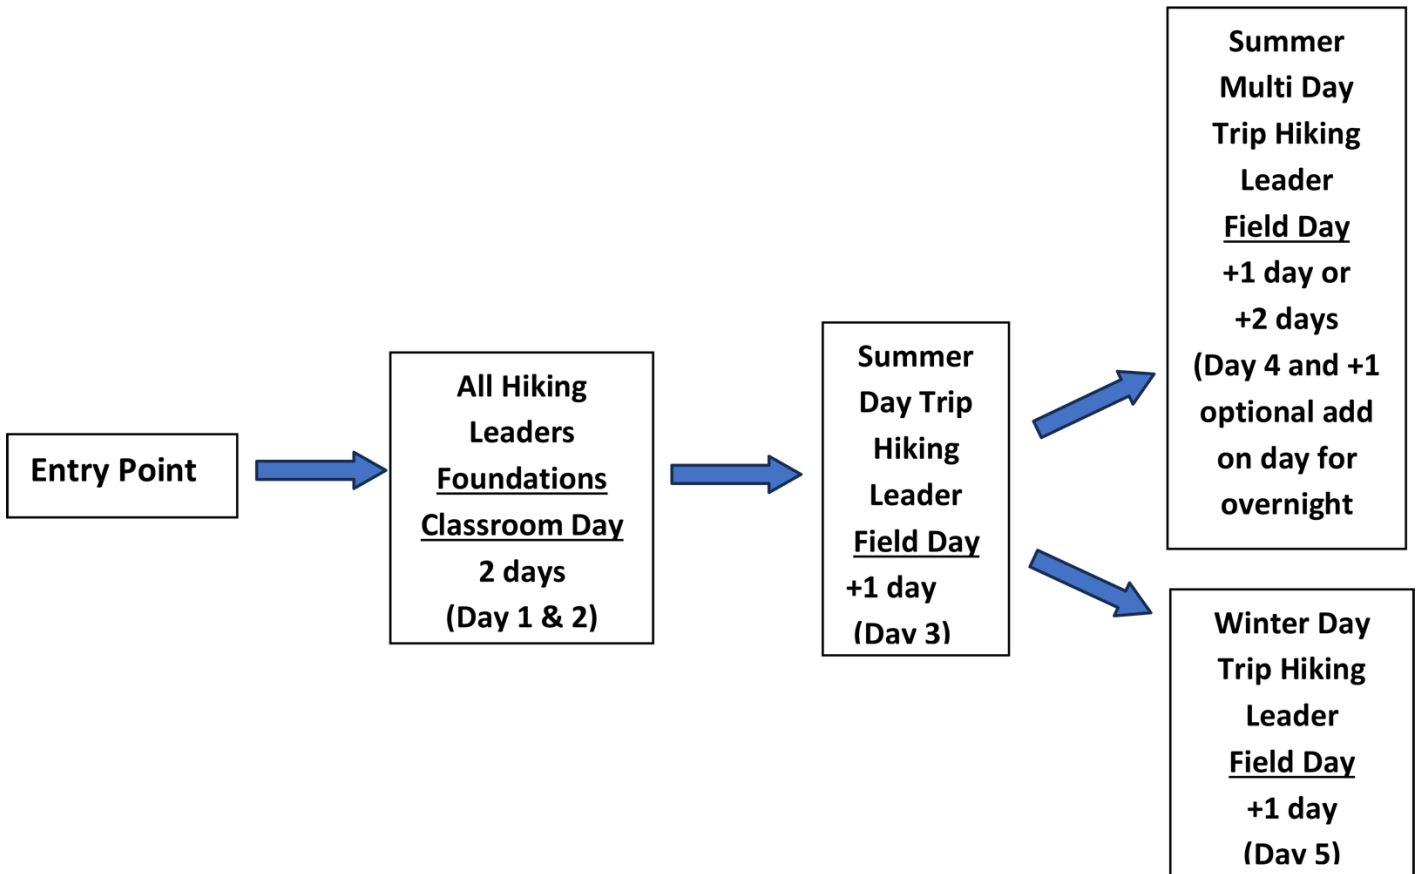 Entry Point
All Hiking
Leaders
Foundations
Classroom Day
2 days
(Day 1 & 2)
Summer
Day Trip
Hiking
Leader
Field Day
+1 day
(Day 3)
Summer
Multi Day
Trip Hiking
Leader
Field Day
+1 day or
+2 days
(Day 4 and +1
optional add
on day for
overnight
Winter Day
Trip Hiking
Leader
Field Day
+1 day
(Day 5)